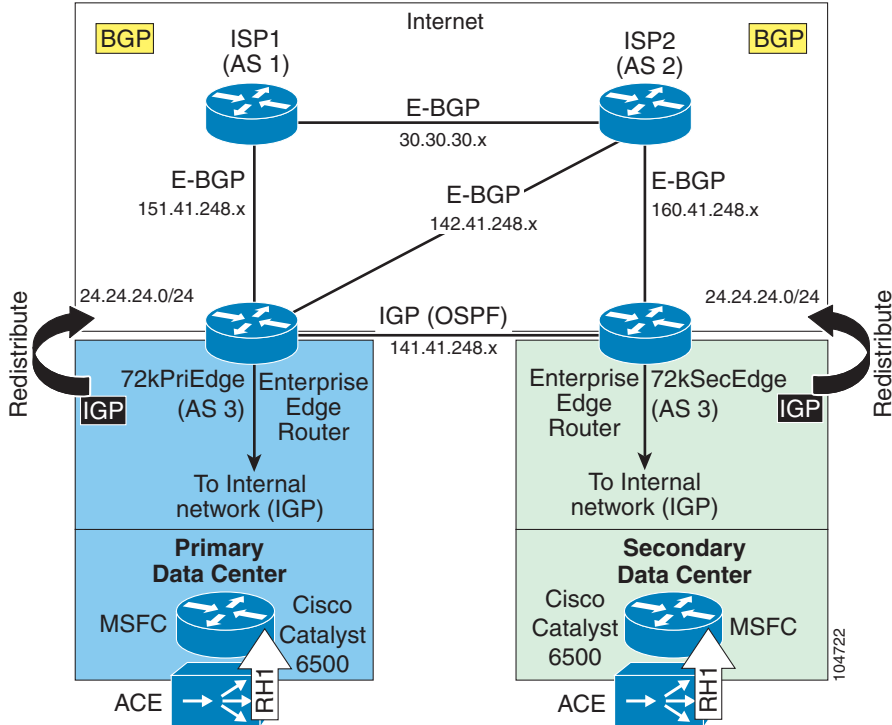 Internet
BGP
ISP1
(AS 1)
ISP2
(AS 2)
BGP
E-BGP
30.30.30.x
E-BGP
151.41.248.x
E-BGP
142.41.248.x
E-BGP
160.41.248.x
24.24.24.0/24
24.24.24.0/24
Redistribute
Redistribute
IGP (OSPF)
141.41.248.x
IGP
72kPriEdge
(AS 3)
Enterprise
Edge
Router
Enterprise
Edge
Router
72kSecEdge
(AS 3)
IGP
To Internal
network (IGP)
To Internal
network (IGP)
Primary
Data Center
Secondary
Data Center
MSFC
Cisco
Catalyst
6500
Cisco
Catalyst
6500
MSFC
ACE
RH1
ACE
RH1
104722